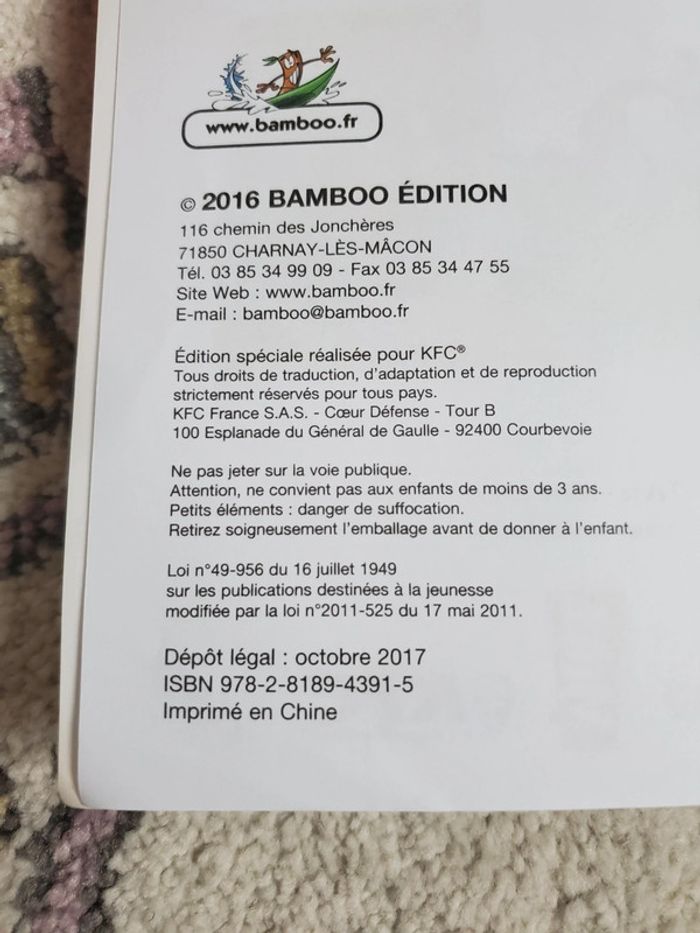 www.bamboo.fr
© 2016 BAMBOO ÉDITION
116 chemin des Jonchères
71850 CHARNAY-LÈS-MÂCON
Tél. 03 85 34 99 09 - Fax 03 85 34 47 55
Site Web : www.bamboo.fr
E-mail : bamboo@bamboo.fr
Édition spéciale réalisée pour KFC®
Tous droits de traduction, d'adaptation et de reproduction
strictement réservés pour tous pays.
KFC France S.A.S. - Cœur Défense - Tour B
100 Esplanade du Général de Gaulle - 92400 Courbevoie
Ne pas jeter sur la voie publique.
Attention, ne convient pas aux enfants de moins de 3 ans.
Petits éléments : danger de suffocation.
Retirez soigneusement l'emballage avant de donner à l'enfant.
Loi n°49-956 du 16 juillet 1949
sur les publications destinées à la jeunesse
modifiée par la loi n°2011-525 du 17 mai 2011.
Dépôt légal : octobre 2017
ISBN 978-2-8189-4391-5
Imprimé en Chine